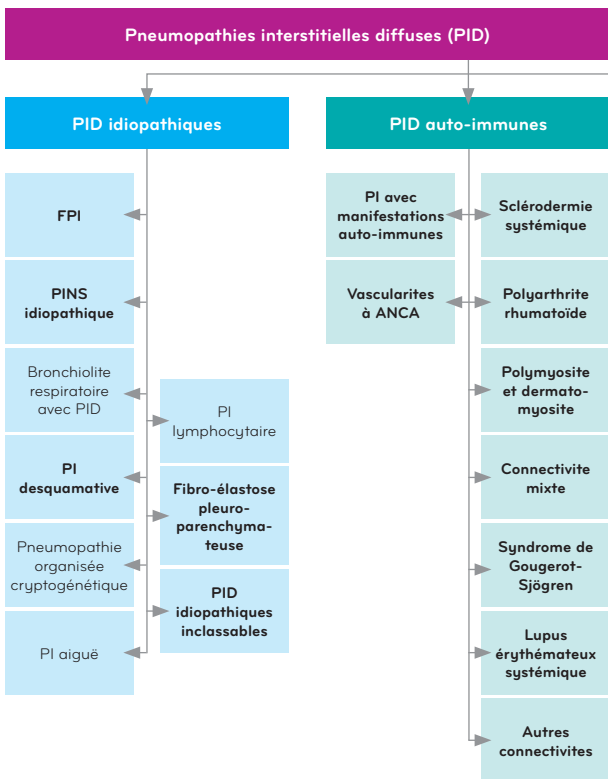 Pneumopathies interstitielles diffuses (PID)
PID idiopathiques
FPI
PINS
idiopathique
Bronchiolite
respiratoire
avec PID
PI
desquamative
Pneumopathie
organisée
cryptogénétique
PI aiguë
PI
lymphocytaire
Fibro-élastose
pleuro-
parenchyma-
teuse
PID
idiopathiques
inclassables
PID auto-immunes
PI avec
manifestations
auto-immunes
Vascularites
à ANCA
Sclérodermie
systémique
Polyarthrite
rhumatoïde
Polymyosite
et dermato-
myosite
Connectivite
mixte
Syndrome de
Gougerot-
Sjögren
Lupus
érythémateux
systémique
Autres
connectivites